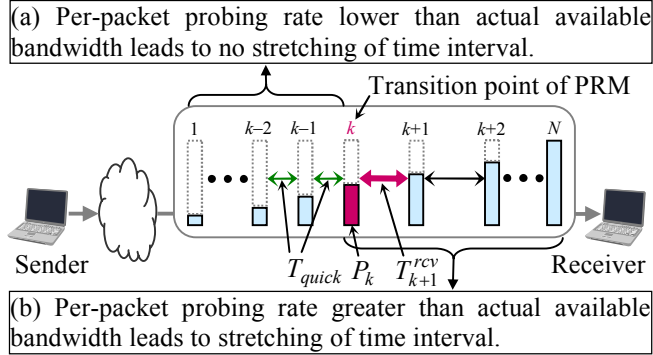 (a) Per-packet probing rate lower than actual available
bandwidth leads to no stretching of time interval.
Transition point of PRM
1 k–2 k–1 k k+1 k+2 N
Sender T_quick P_k T^rcv_k+1 Receiver
(b) Per-packet probing rate greater than actual available
bandwidth leads to stretching of time interval.